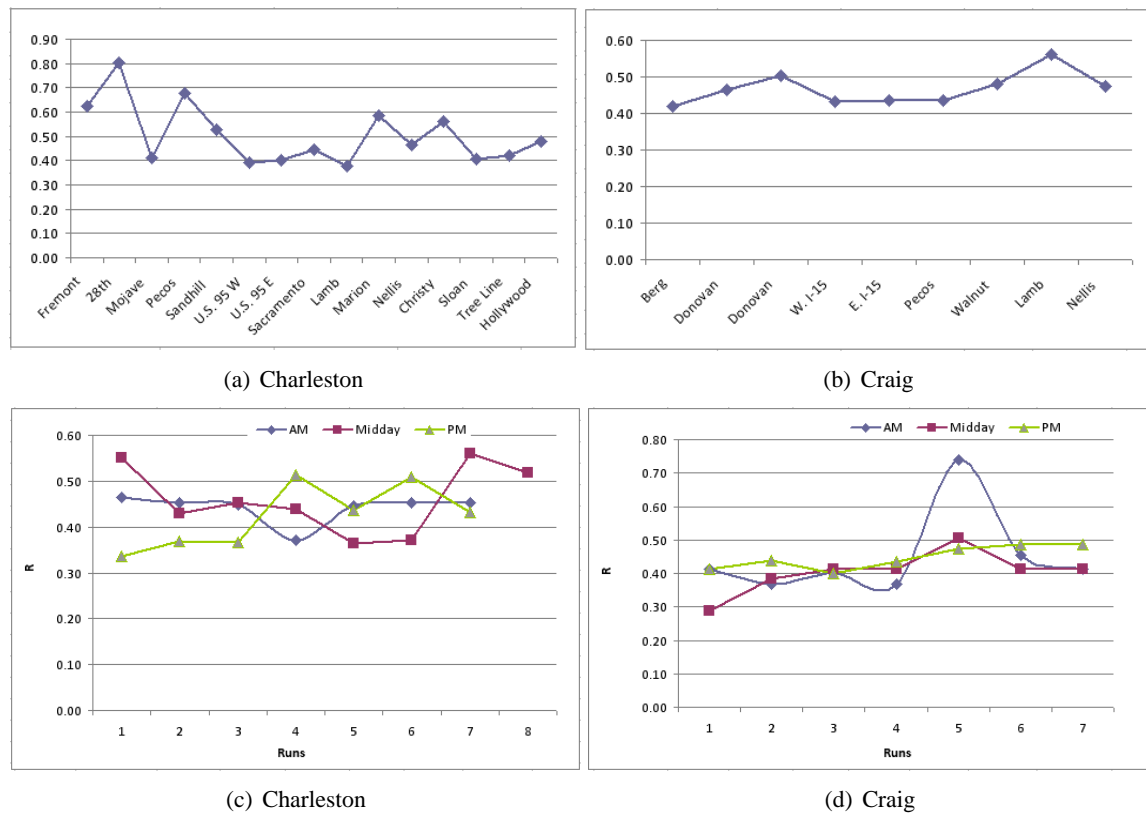 0.90
0.80
0.70
0.60
0.50
0.40
0.30
0.20
0.10
0.00
Fremont
28th
Mojave
Pecos
Sandhill
U.S. 95 W
U.S. 95 E
Sacramento
Lamb
Marion
Nellis
Christy
Sloan
Tree Line
Hollywood
(a) Charleston
0.60
0.50
0.40
0.30
0.20
0.10
0.00
Berg
Donovan
Donovan
W. I-15
E. I-15
Pecos
Walnut
Lamb
Nellis
(b) Craig
AM Midday PM
0.60
0.50
0.40
0.30
0.20
0.10
0.00
R
1 2 3 4 5 6 7 8
Runs
(c) Charleston
AM Midday PM
0.80
0.70
0.60
0.50
0.40
0.30
0.20
0.10
0.00
R
1 2 3 4 5 6 7
Runs
(d) Craig